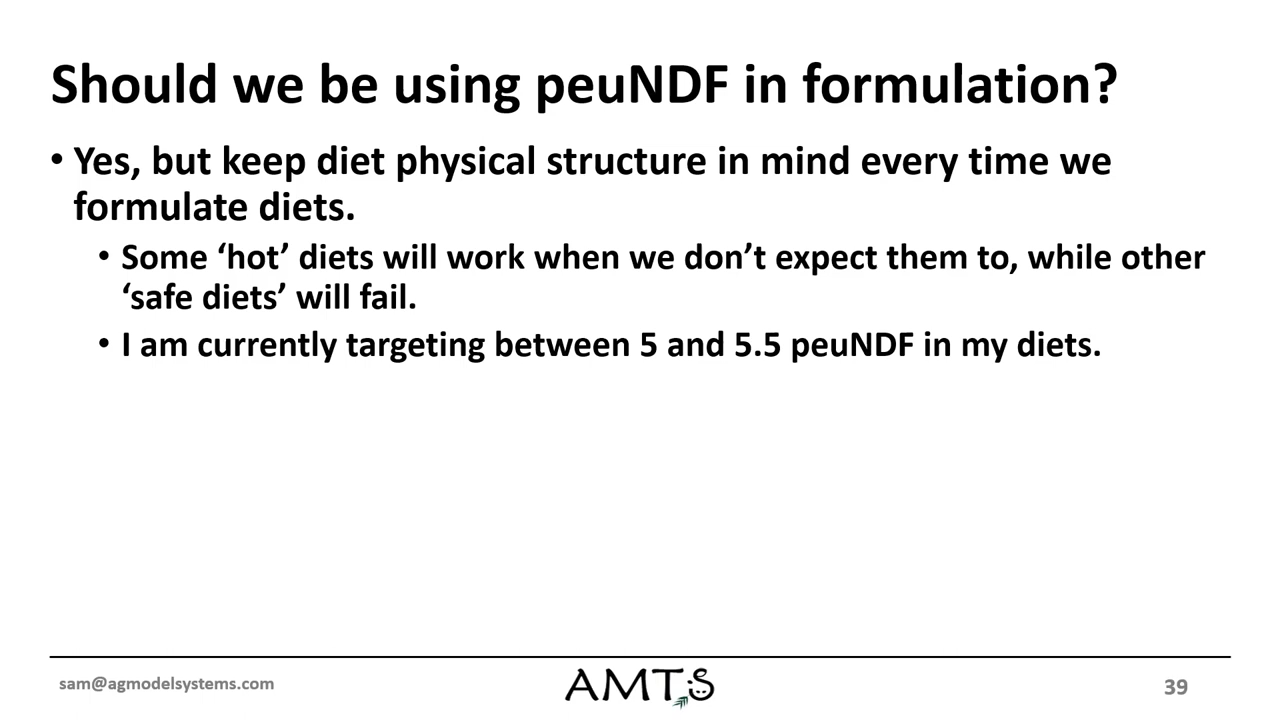 Should we be using peuNDF in formulation?
• Yes, but keep diet physical structure in mind every time we
formulate diets.
• Some ‘hot’ diets will work when we don’t expect them to, while other
‘safe diets’ will fail.
• I am currently targeting between 5 and 5.5 peuNDF in my diets.
sam@agmodelsystems.com
AMTS
39